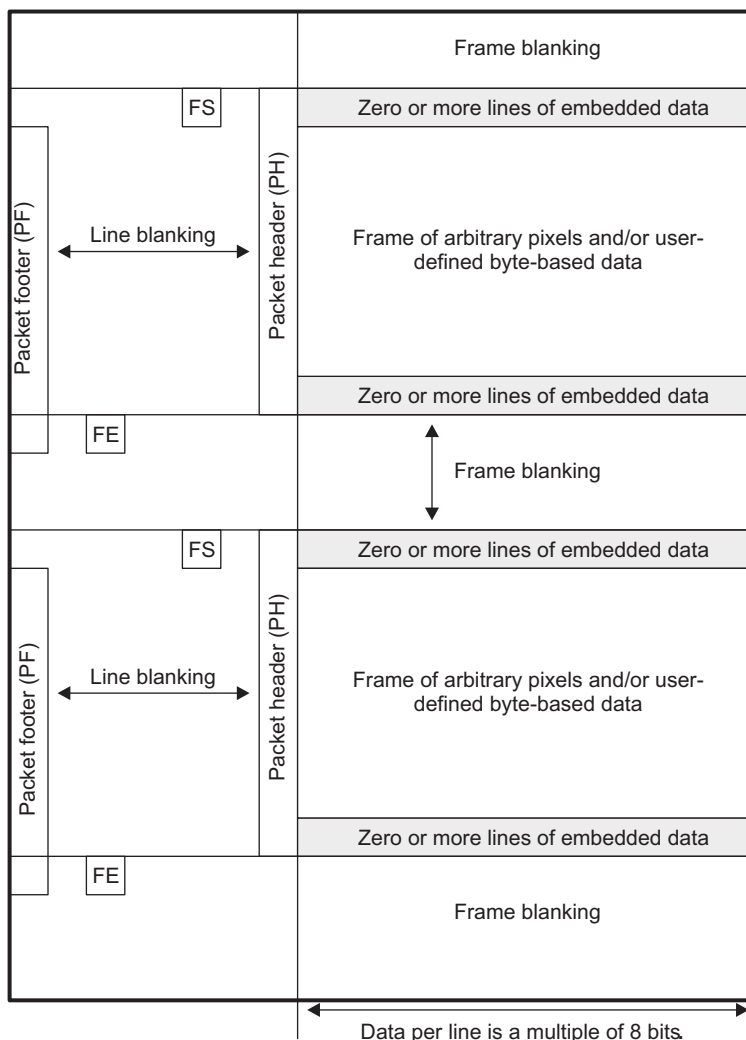 Frame blanking
FS
Zero or more lines of embedded data
Packet footer (PF)
Line blanking
Packet header (PH)
Frame of arbitrary pixels and/or user-
defined byte-based data
Zero or more lines of embedded data
FE
Frame blanking
FS
Zero or more lines of embedded data
Packet footer (PF)
Line blanking
Packet header (PH)
Frame of arbitrary pixels and/or user-
defined byte-based data
Zero or more lines of embedded data
FE
Frame blanking
Data per line is a multiple of 8 bits.